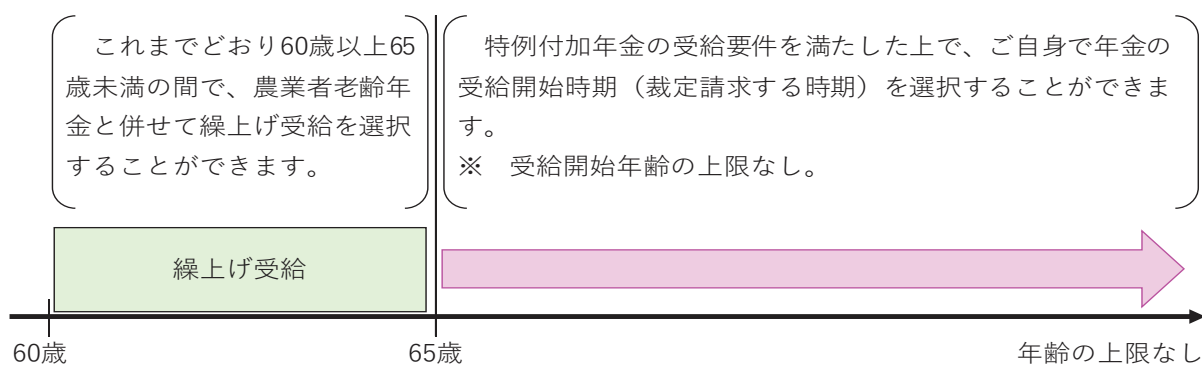 これまでどおり60歳以上65
歳未満の間で、農業者老齢年
金と併せて繰上げ受給を選択
することができます。
特例付加年金の受給要件を満たした上で、ご自身で年金の
受給開始時期（裁定請求する時期）を選択することができま
す。
※　受給開始年齢の上限なし。
繰上げ受給
60歳
65歳
年齢の上限なし